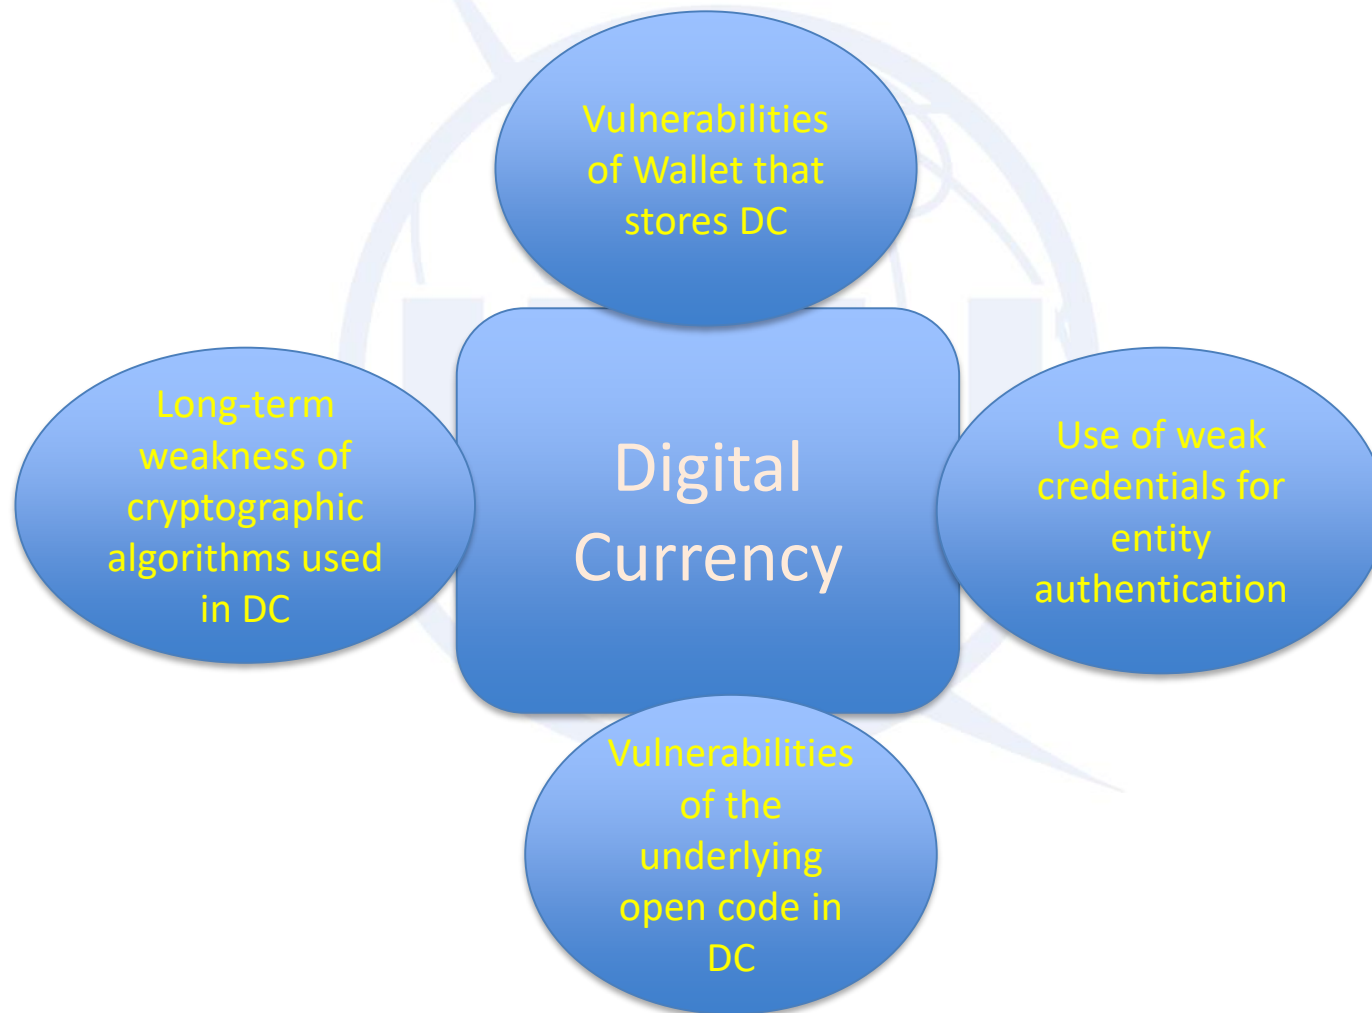 Vulnerabilities
of Wallet that
stores DC
Long-term
weakness of
cryptographic
algorithms used
in DC
Digital
Currency
Use of weak
credentials for
entity
authentication
Vulnerabilities
of the
underlying
open code in
DC